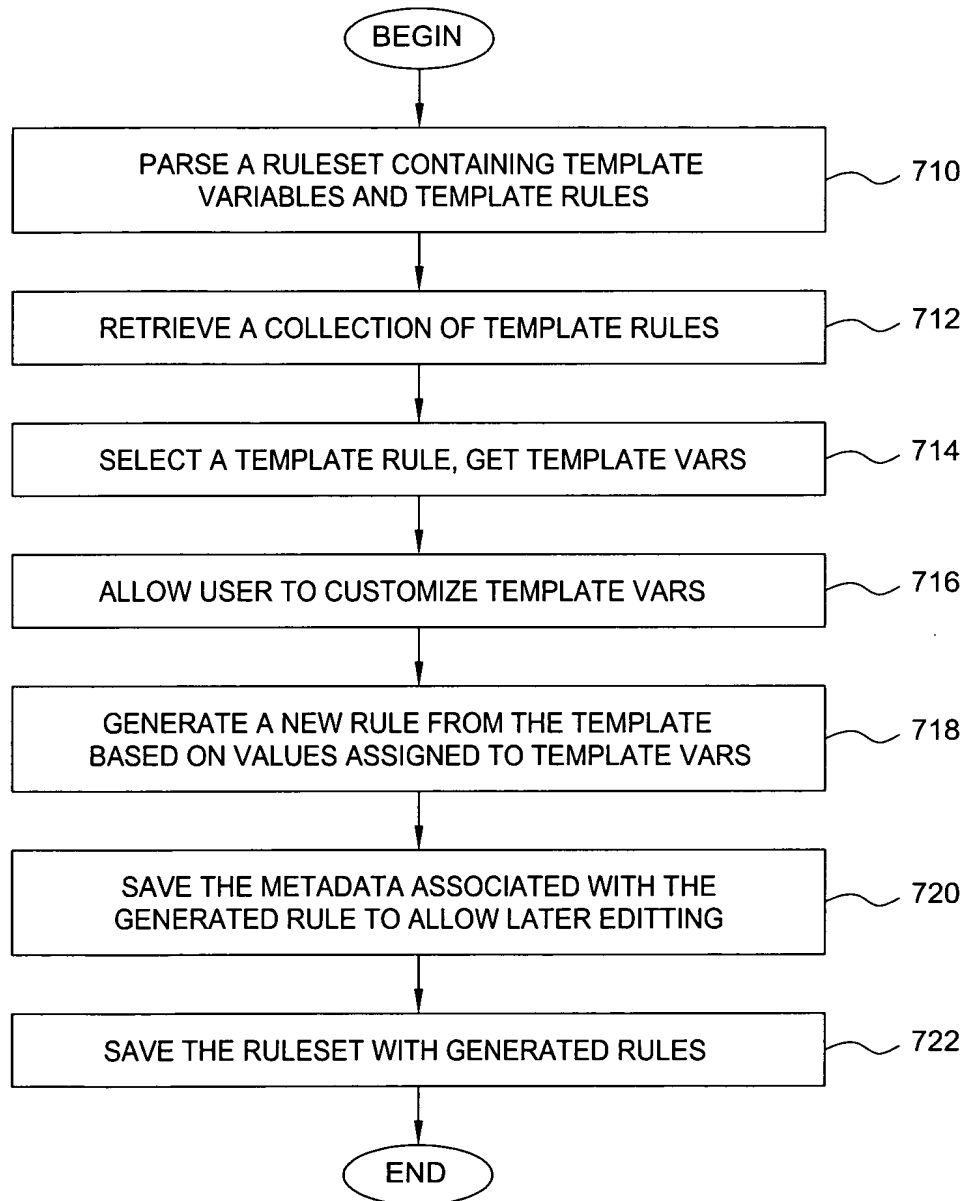 BEGIN
PARSE A RULESET CONTAINING TEMPLATE
VARIABLES AND TEMPLATE RULES
710
RETRIEVE A COLLECTION OF TEMPLATE RULES
712
SELECT A TEMPLATE RULE, GET TEMPLATE VARS
714
ALLOW USER TO CUSTOMIZE TEMPLATE VARS
716
GENERATE A NEW RULE FROM THE TEMPLATE
BASED ON VALUES ASSIGNED TO TEMPLATE VARS
718
SAVE THE METADATA ASSOCIATED WITH THE
GENERATED RULE TO ALLOW LATER EDITTING
720
SAVE THE RULESET WITH GENERATED RULES
722
END